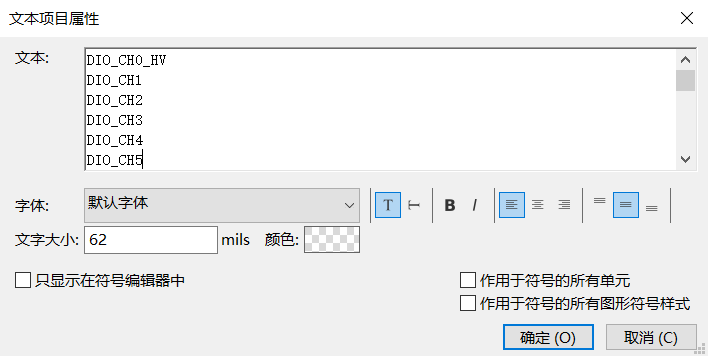 文本项目属性
文本:
DIO_CH0_HV
DIO_CH1
DIO_CH2
DIO_CH3
DIO_CH4
DIO_CH5
字体:
默认字体
T T B I
文字大小: 62 mils 颜色:
只显示在符号编辑器中
作用于符号的所有单元
作用于符号的所有图形符号样式
确定 (O) 取消 (C)